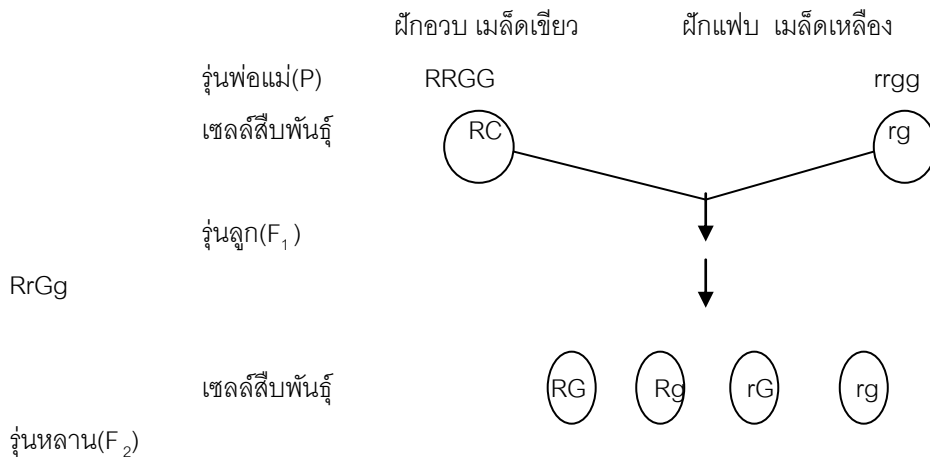 ฝักอวบ เมล็ดเขียว ฝักแฟบ เมล็ดเหลือง
รุ่นพ่อแม่(P) RRGG rrgg
เซลล์สืบพันธุ์ RC rg
รุ่นลูก(F₁)
RrGg
เซลล์สืบพันธุ์ RG Rg rG rg
รุ่นหลาน(F₂)